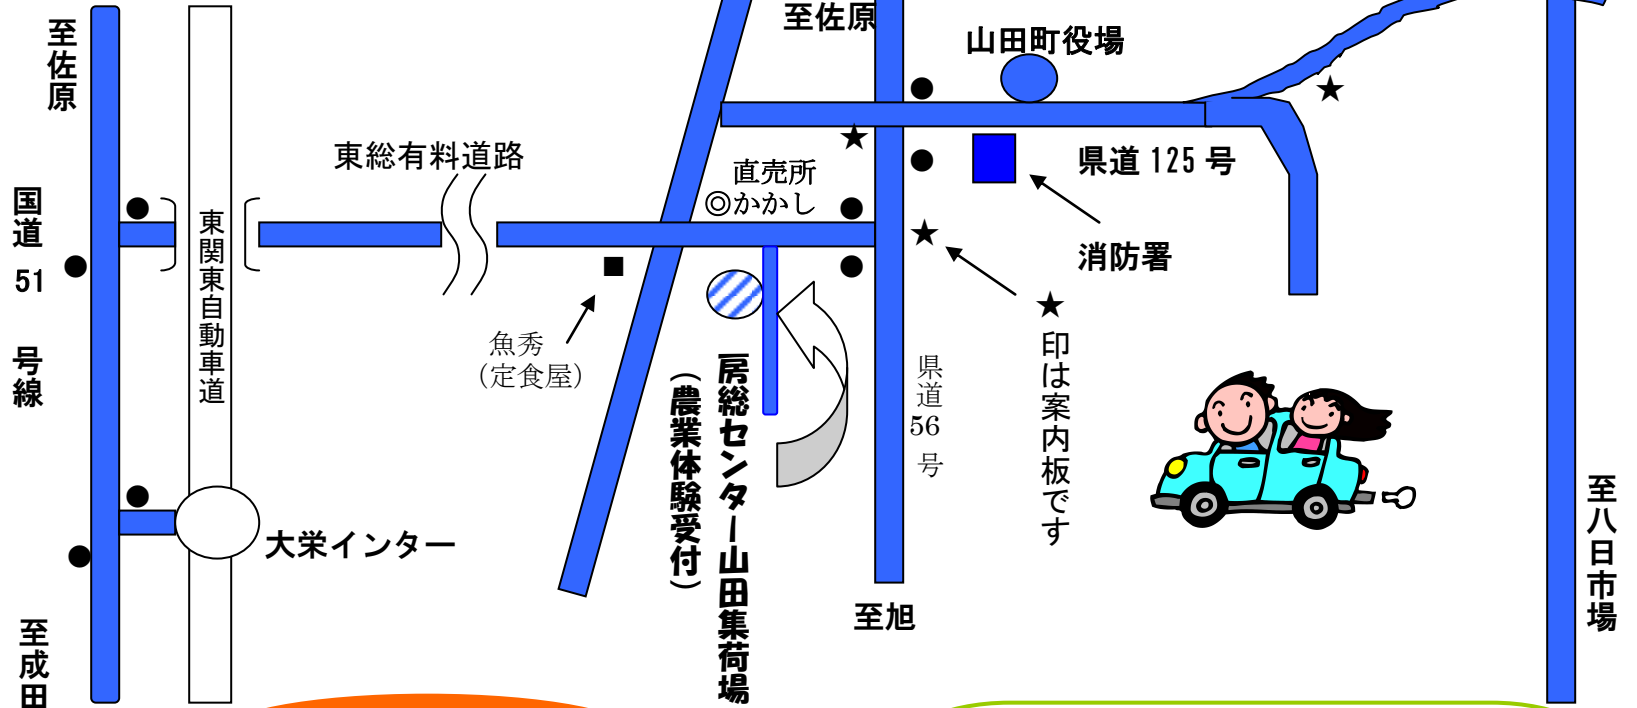 至佐原
国道 51 号線
至成田
東関東自動車道
大栄インター
東総有料道路
魚秀
（定食屋）
直売所
◎かかし
房総センター山田集荷場
（農業体験受付）
至佐原
県道 56 号
至旭
山田町役場
県道 125 号
消防署
★印は案内板です
至八日市場